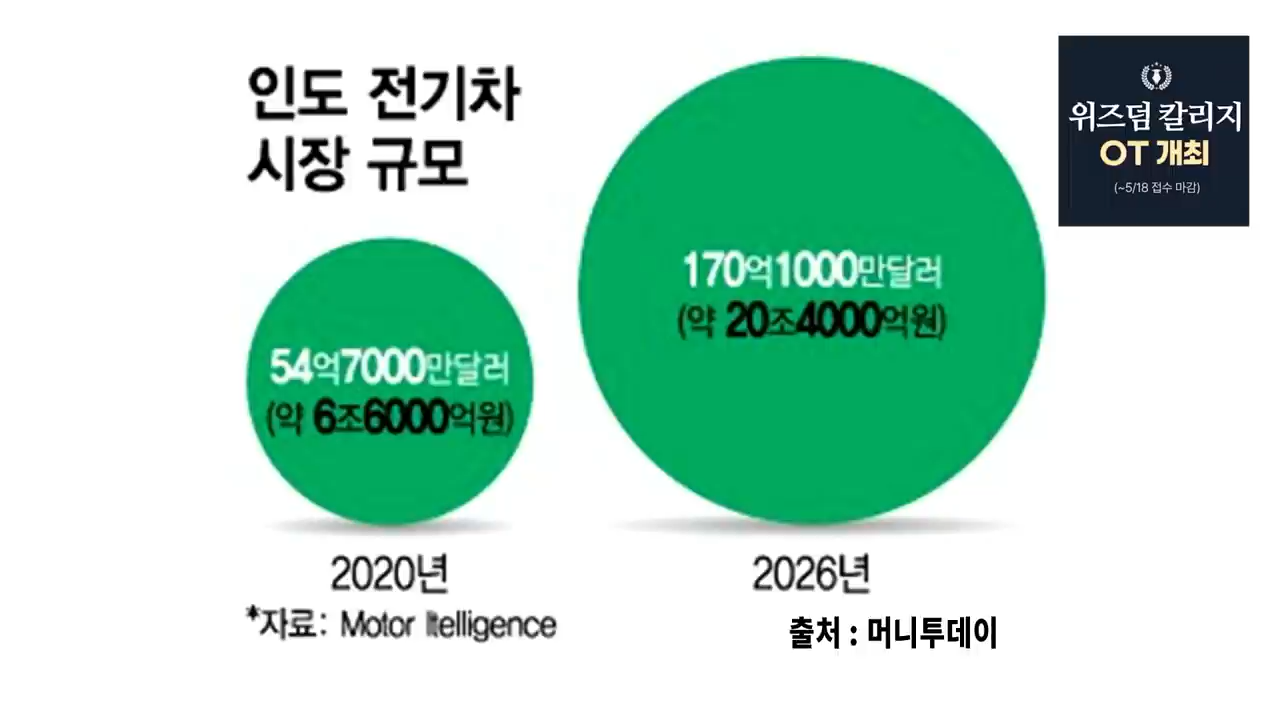 인도 전기차
시장 규모
54억7000만달러
(약 6조6000억원)
2020년
170억1000만달러
(약 20조4000억원)
2026년
*자료: Motor Itelligence
출처 : 머니투데이
위즈덤 칼리지
OT 개최
(~5/18 접수 마감)